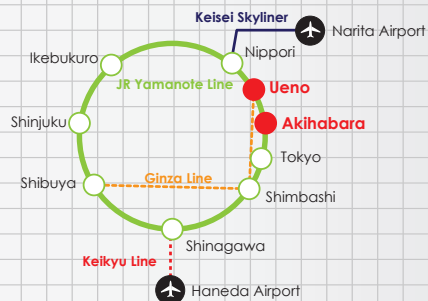 Keisei Skyliner
Narita Airport
Nippori
Ikebukuro
JR Yamanote Line
Ueno
Shinjuku
Akihabara
Tokyo
Ginza Line
Shibuya
Shimbashi
Shinagawa
Keikyu Line
Haneda Airport